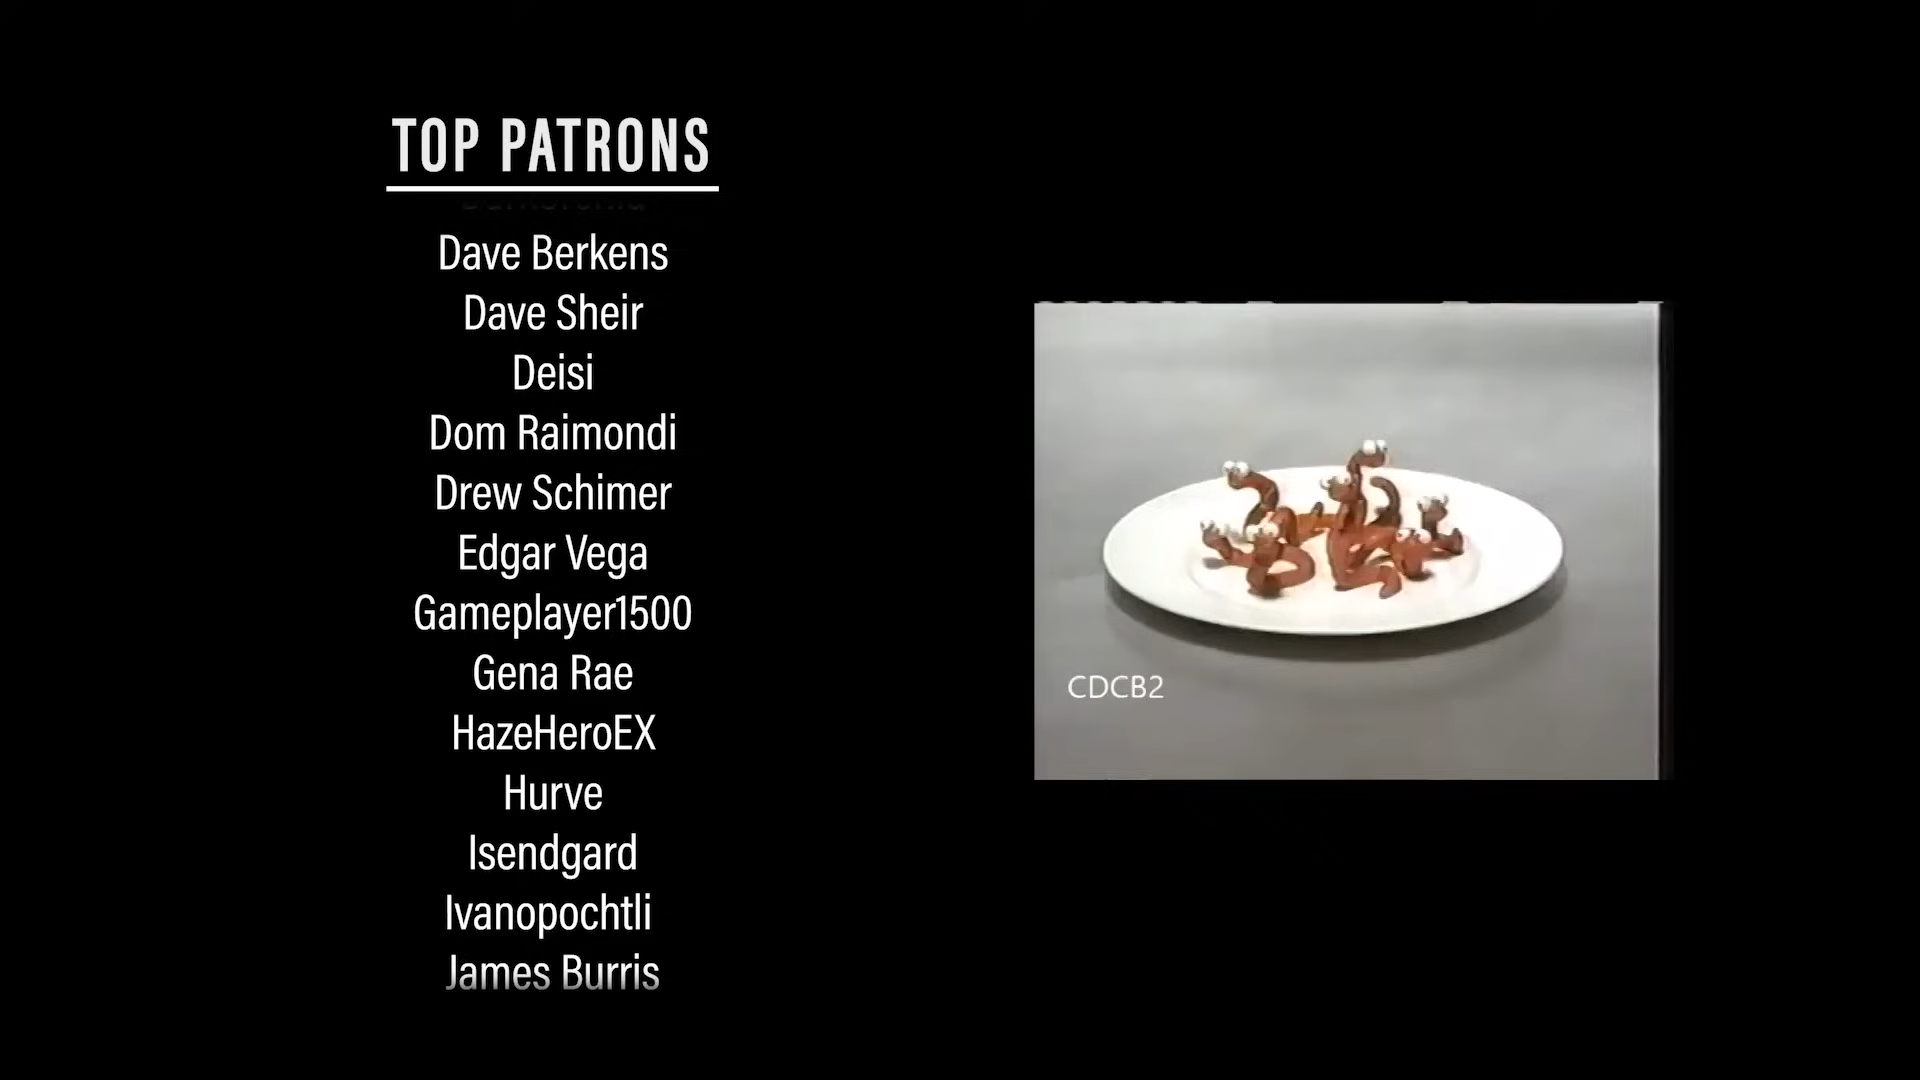 TOP PATRONS
Dave Berkens
Dave Sheir
Deisi
Dom Raimondi
Drew Schimer
Edgar Vega
Gameplayer1500
Gena Rae
HazeHeroEX
Hurve
Isendgard
Ivanopochtli
James Burris
CDCB2